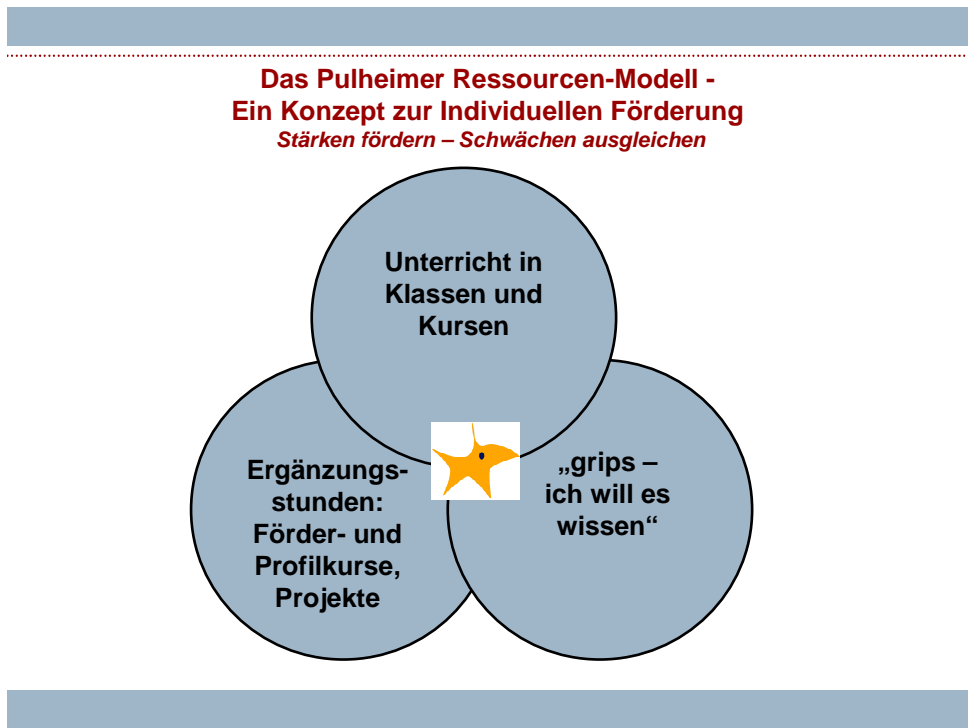 Das Pulheimer Ressourcen-Modell -
Ein Konzept zur Individuellen Förderung
Stärken fördern – Schwächen ausgleichen
Unterricht in
Klassen und
Kursen
Ergänzungs-
stunden:
Förder- und
Profilkurse,
Projekte
„grips –
ich will es
wissen“